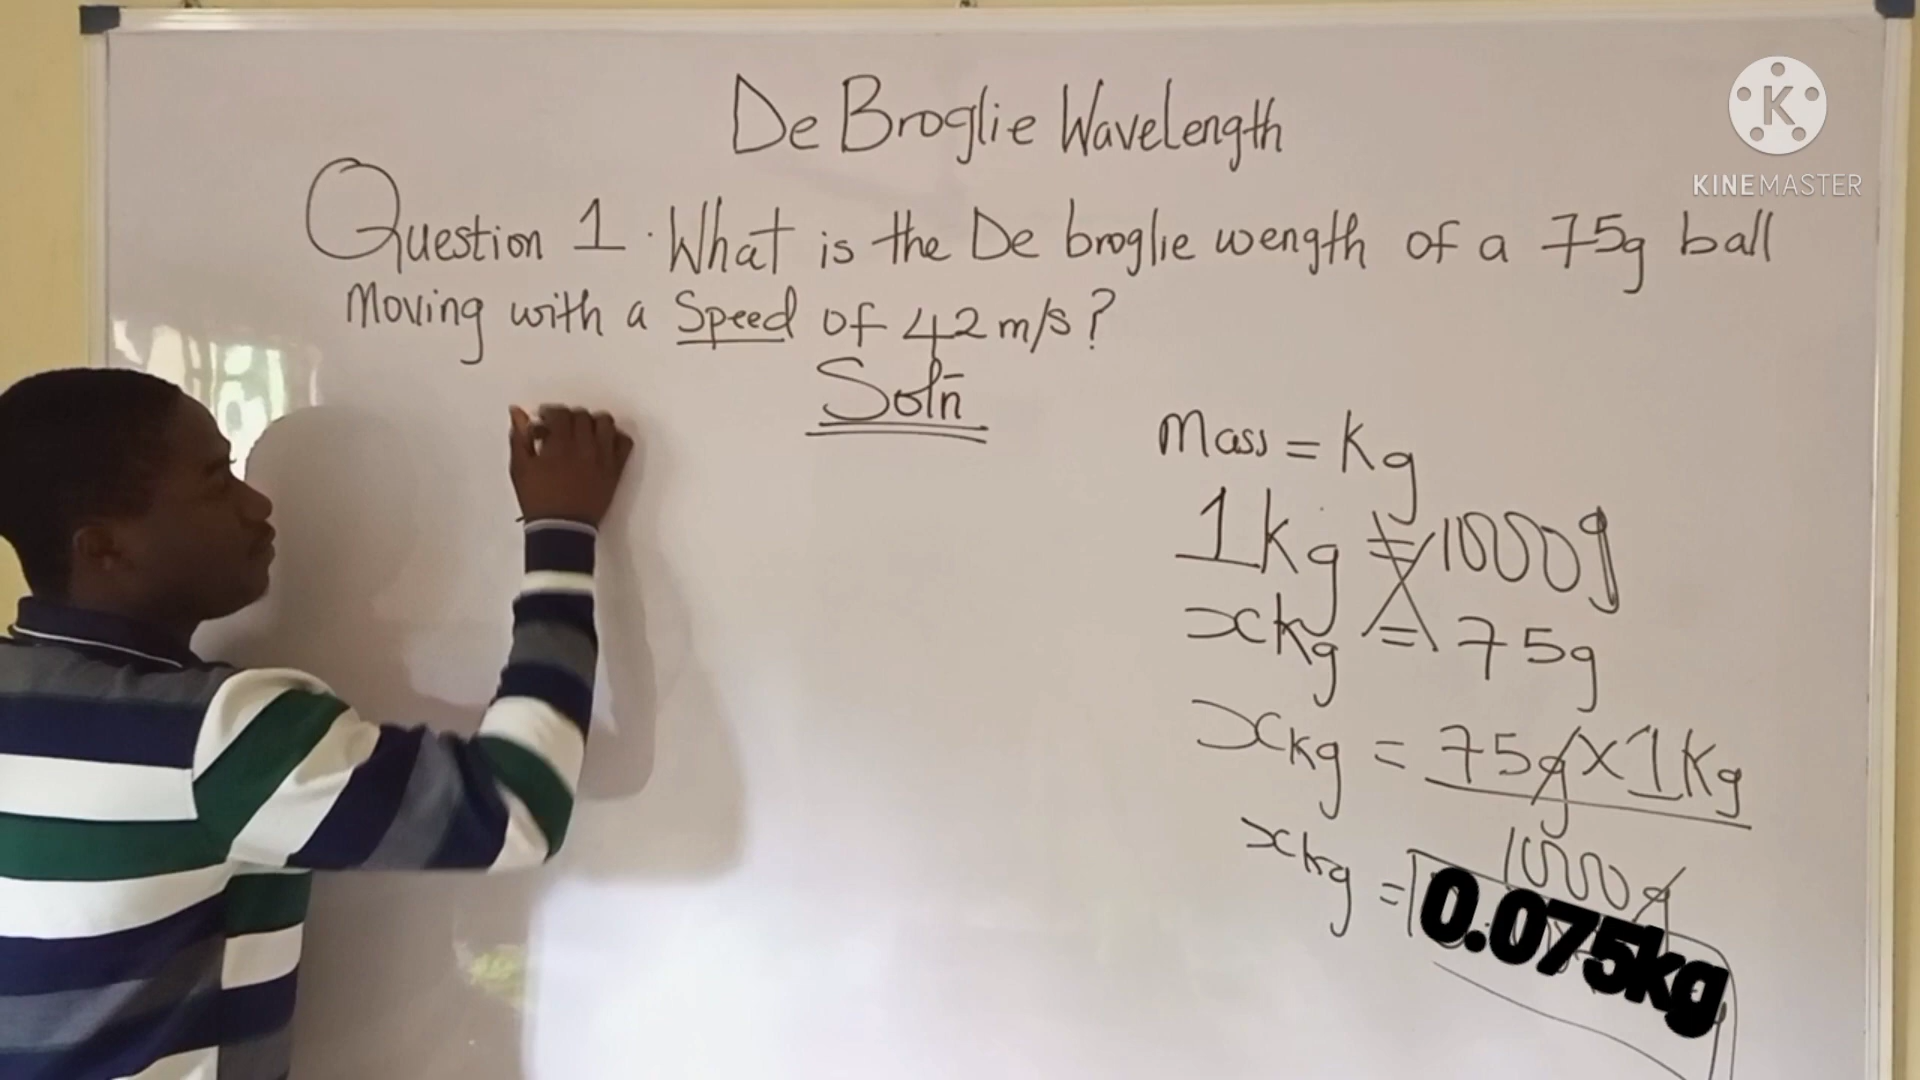 De Broglie Wavelength
KINEMASTER
Question 1. What is the De broglie wength of a 75g ball
Moving with a Speed of 42 m/s?
Soln
Mass = Kg
1kg = 1000g
xkg = 75g
xkg = 75g x 1kg
1000g
xkg = 0.075kg